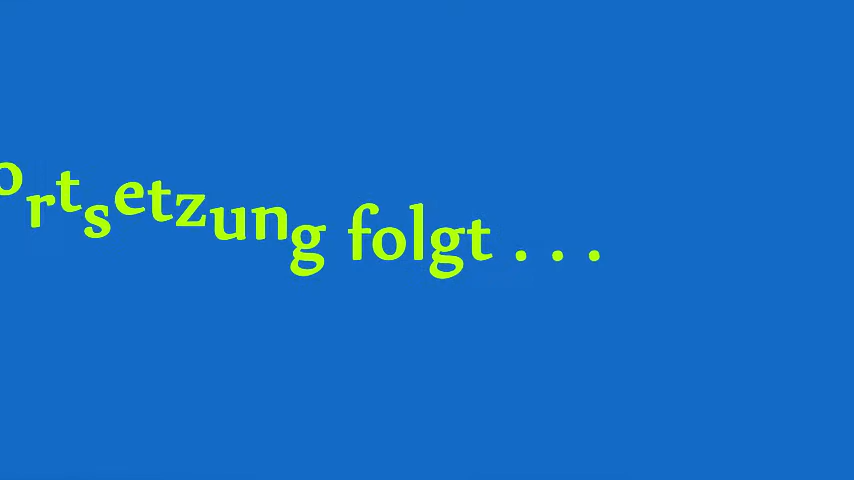 ortsetzung folgt . . .